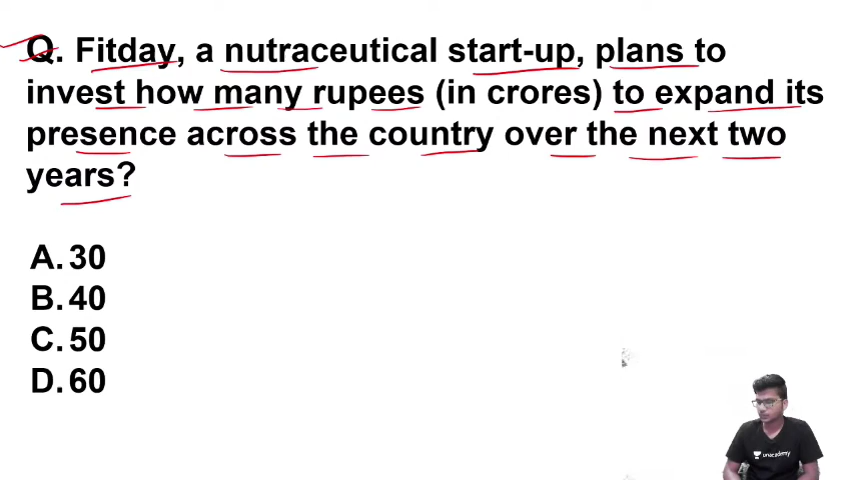 Q. Fitday, a nutraceutical start-up, plans to
invest how many rupees (in crores) to expand its
presence across the country over the next two
years?
A. 30
B. 40
C. 50
D. 60
unacademy